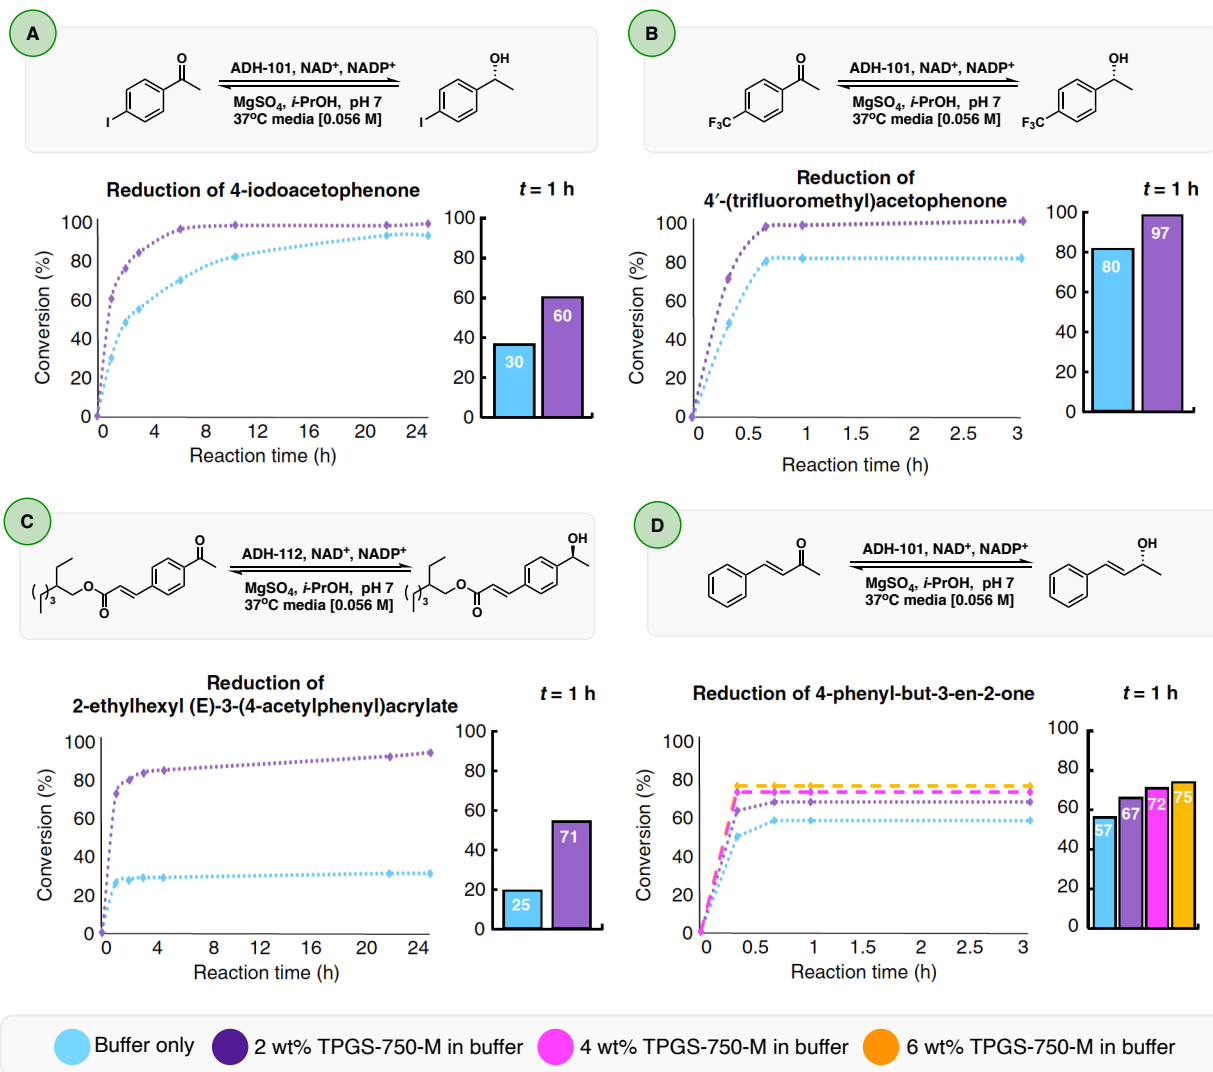 A
O
I
ADH-101, NAD⁺, NADP⁺
MgSO₄, i-PrOH, pH 7
37ºC media [0.056 M]
OH
I
Reduction of 4-iodoacetophenone
t = 1 h
Conversion (%)
100
80
60
40
20
0
0 4 8 12 16 20 24
Reaction time (h)
100
80
60
40
20
0
30
60
B
O
F₃C
ADH-101, NAD⁺, NADP⁺
MgSO₄, i-PrOH, pH 7
37ºC media [0.056 M]
OH
F₃C
Reduction of
4′-(trifluoromethyl)acetophenone
t = 1 h
Conversion (%)
100
80
60
40
20
0
0 0.5 1 1.5 2 2.5 3
Reaction time (h)
100
80
60
40
20
0
80
97
C
O
O
O
( )₃
ADH-112, NAD⁺, NADP⁺
MgSO₄, i-PrOH, pH 7
37ºC media [0.056 M]
OH
O
O
( )₃
Reduction of
2-ethylhexyl (E)-3-(4-acetylphenyl)acrylate
t = 1 h
Conversion (%)
100
80
60
40
20
0
0 4 8 12 16 20 24
Reaction time (h)
100
80
60
40
20
0
25
71
D
O
ADH-101, NAD⁺, NADP⁺
MgSO₄, i-PrOH, pH 7
37ºC media [0.056 M]
OH
Reduction of 4-phenyl-but-3-en-2-one
t = 1 h
Conversion (%)
100
80
60
40
20
0
0 0.5 1 1.5 2 2.5 3
Reaction time (h)
100
80
60
40
20
0
57
67
72
75
Buffer only
2 wt% TPGS-750-M in buffer
4 wt% TPGS-750-M in buffer
6 wt% TPGS-750-M in buffer